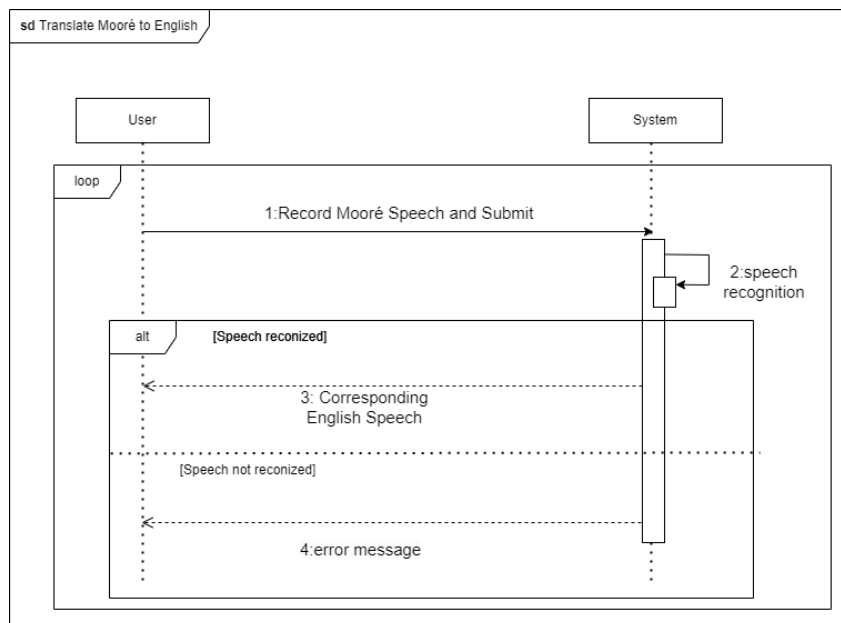 sd Translate Mooré to English
User
System
loop
1:Record Mooré Speech and Submit
2:speech
recognition
alt
[Speech reconized]
3: Corresponding
English Speech
[Speech not reconized]
4:error message